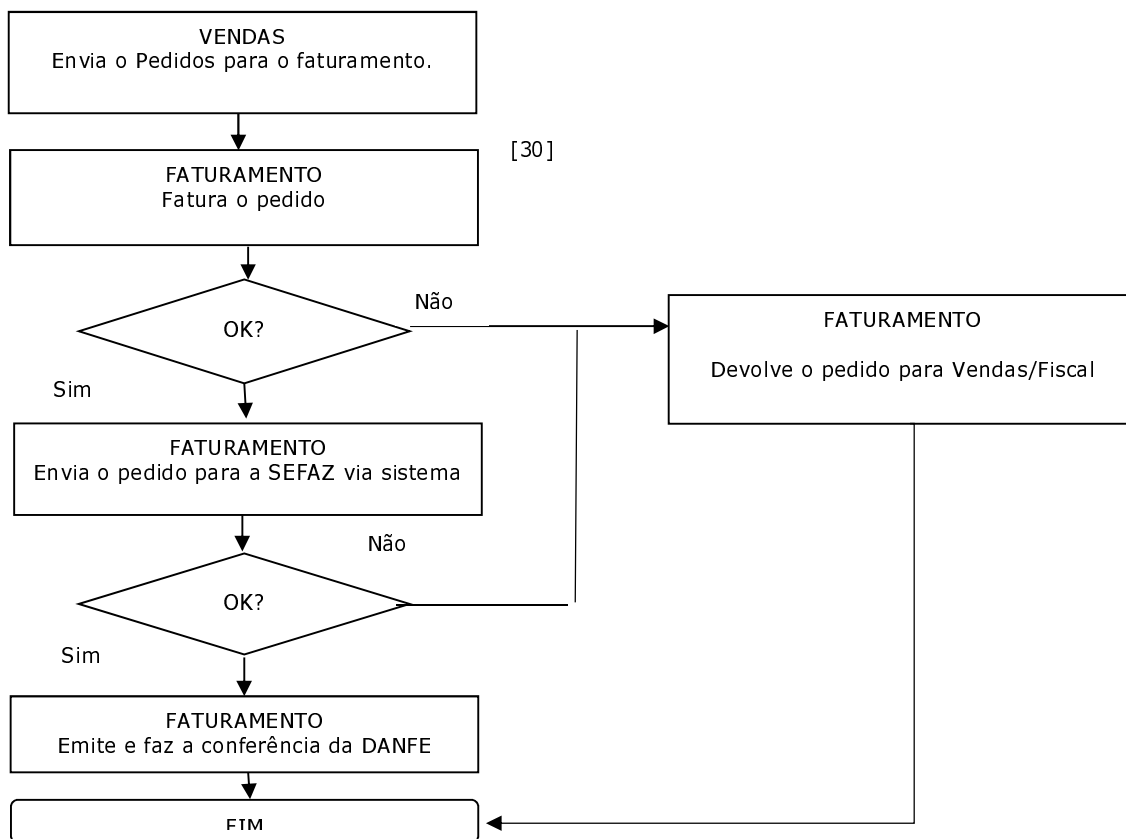 VENDAS
Envia o Pedidos para o faturamento.
[30]
FATURAMENTO
Fatura o pedido
OK?
Não
FATURAMENTO
Devolve o pedido para Vendas/Fiscal
Sim
FATURAMENTO
Envia o pedido para a SEFAZ via sistema
Não
OK?
Sim
FATURAMENTO
Emite e faz a conferência da DANFE
FIM